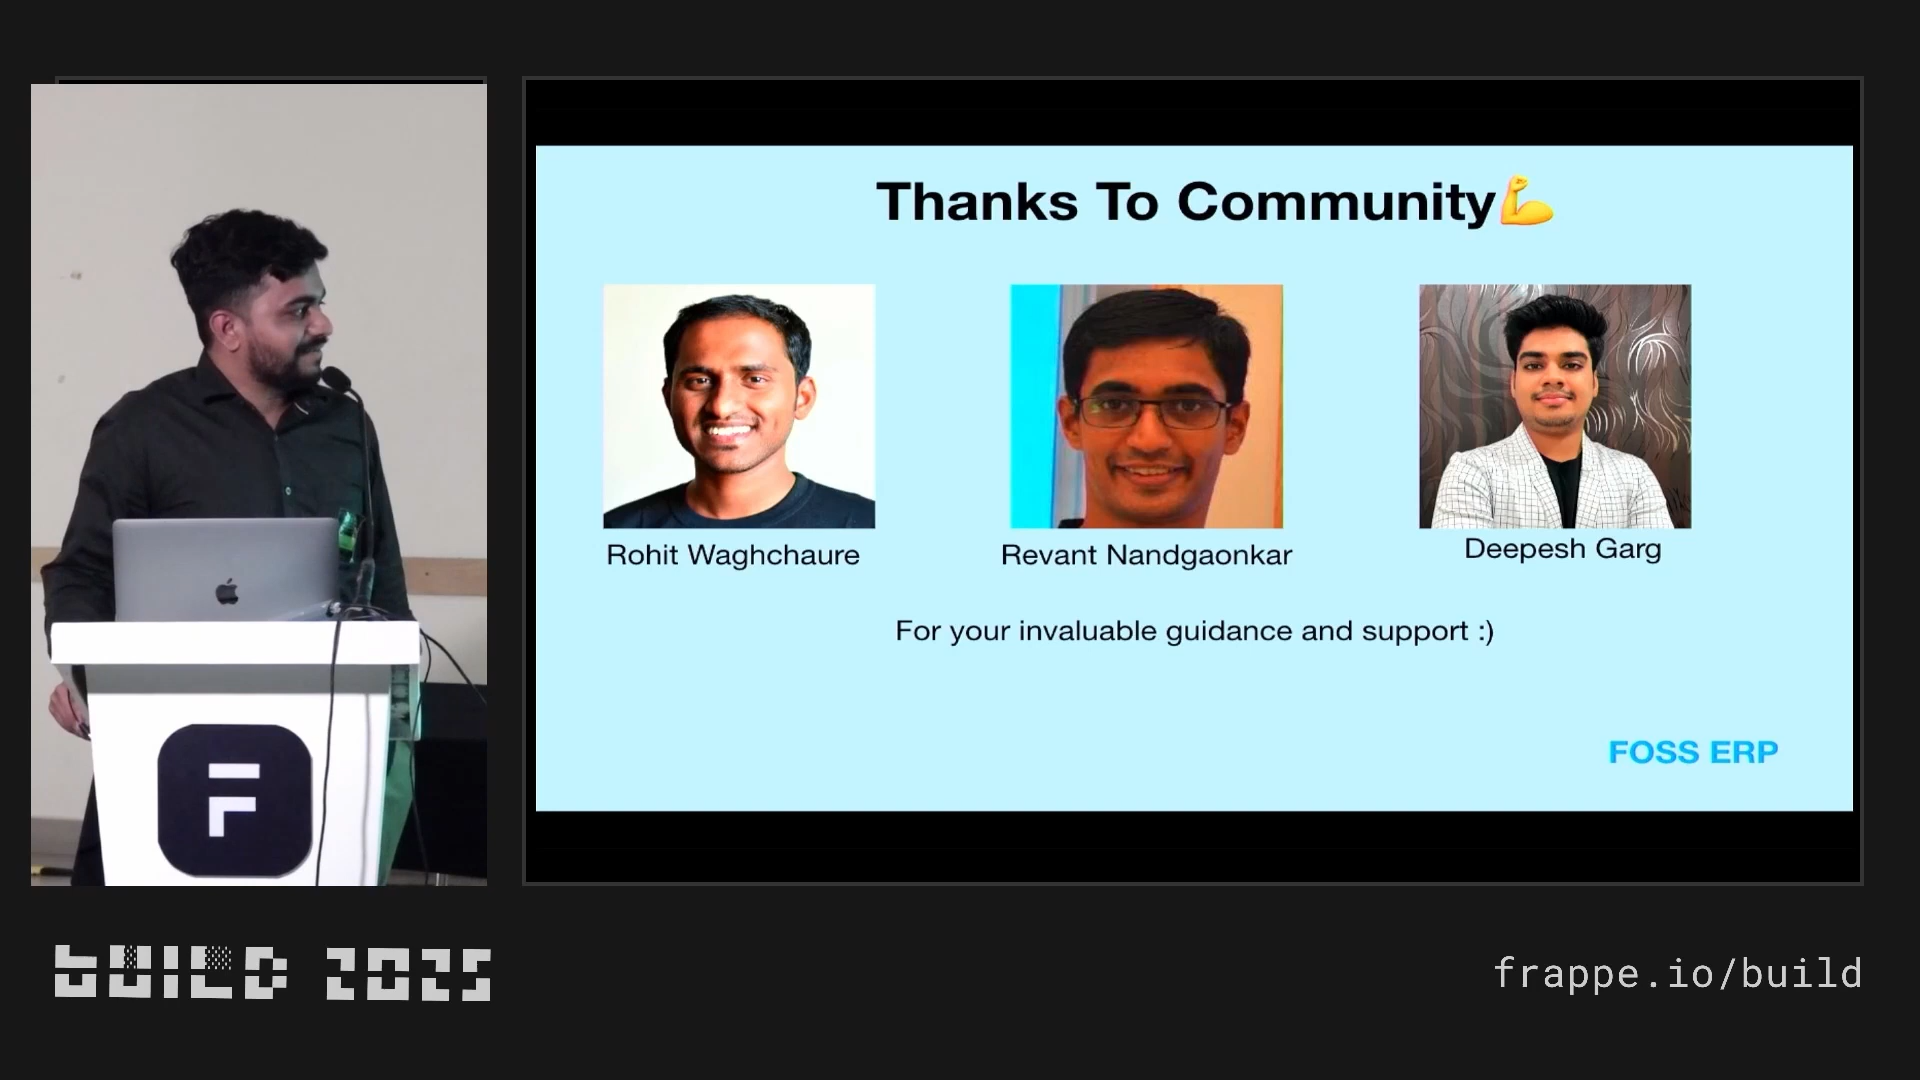 Thanks To Community💪
Rohit Waghchaure
Revant Nandgaonkar
Deepesh Garg
For your invaluable guidance and support :)
FOSS ERP
F
BUILD 2025
frappe.io/build